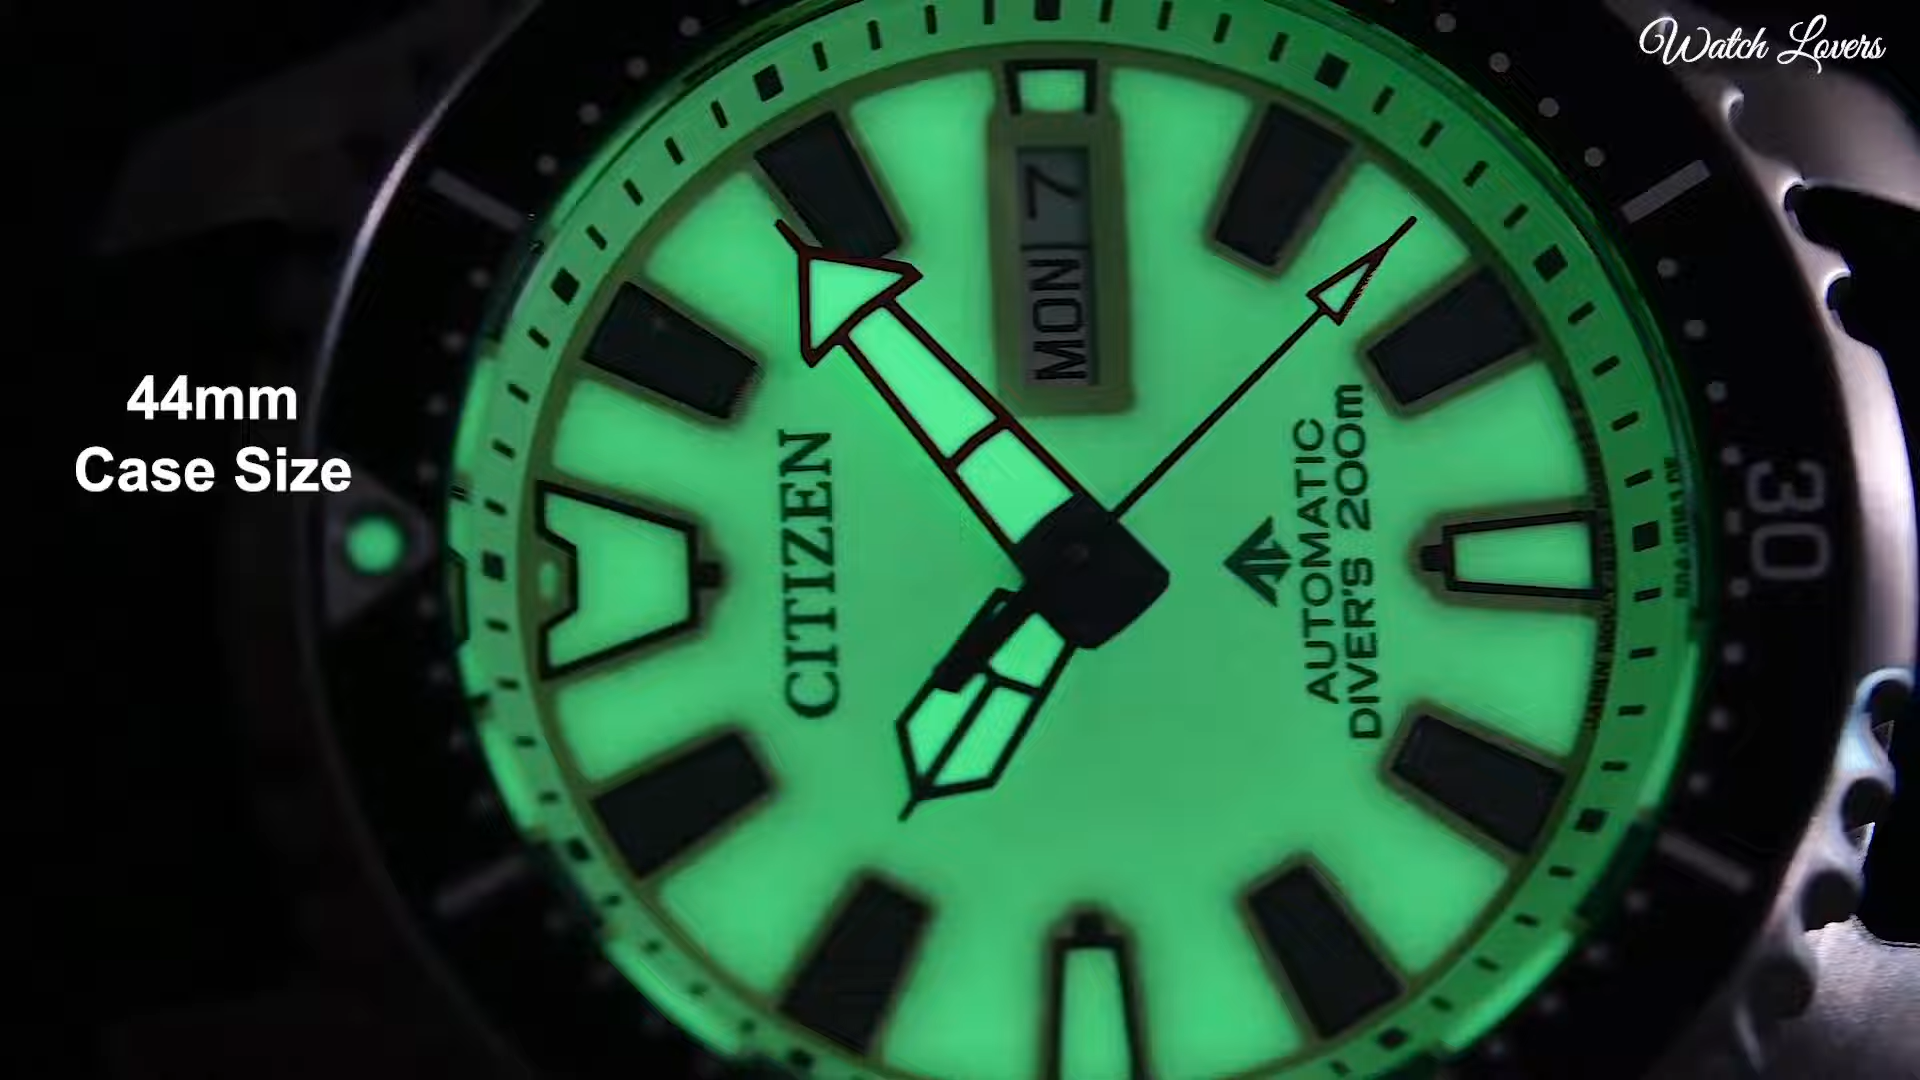 Watch Lovers
44mm
Case Size
MON 7
CITIZEN
AUTOMATIC
DIVER'S 200m
30